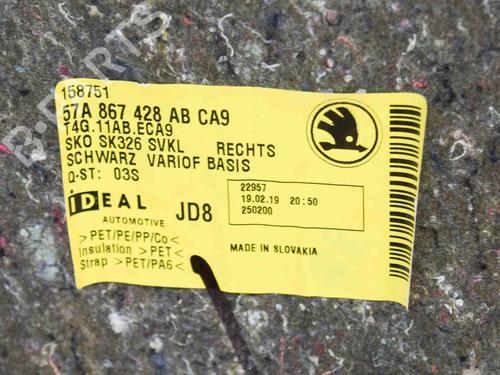 158751
57A 867 428 AB CA9
T4G.11AB.ECA9
SKO SK326 SVKL RECHTS
SCHWARZ VARIOF BASIS
Q-ST: 03S
IDEAL
AUTOMOTIVE
JD8
22957
19.02.19 20:50
250200
>PET/PE/PP/Co<
Insulation >PET<
Strap >PET/PA6<
MADE IN SLOVAKIA
B-PARTS